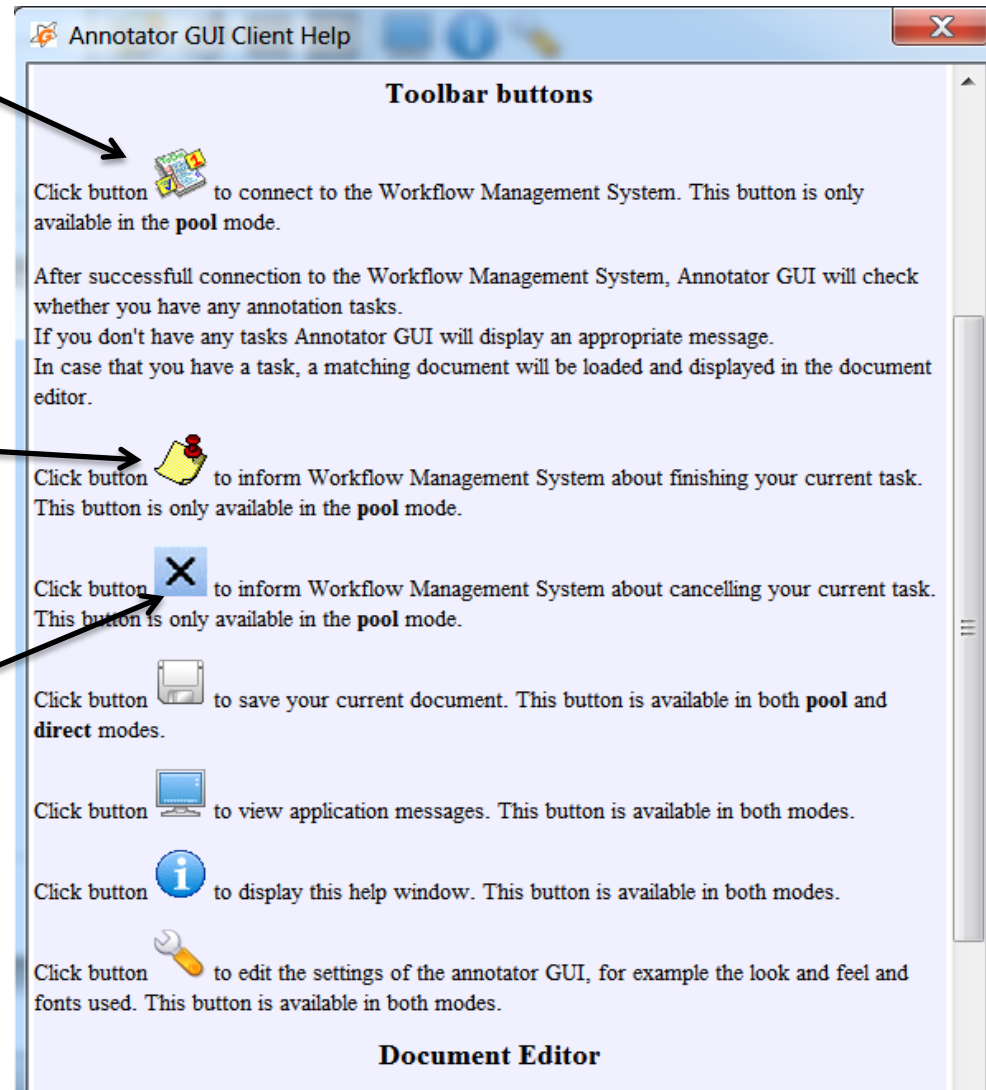 Annotator GUI Client Help
Toolbar buttons
Click button to connect to the Workflow Management System. This button is only
available in the pool mode.
After successfull connection to the Workflow Management System, Annotator GUI will check
whether you have any annotation tasks.
If you don't have any tasks Annotator GUI will display an appropriate message.
In case that you have a task, a matching document will be loaded and displayed in the document
editor.
Click button to inform Workflow Management System about finishing your current task.
This button is only available in the pool mode.
Click button to inform Workflow Management System about cancelling your current task.
This button is only available in the pool mode.
Click button to save your current document. This button is available in both pool and
direct modes.
Click button to view application messages. This button is available in both modes.
Click button to display this help window. This button is available in both modes.
Click button to edit the settings of the annotator GUI, for example the look and feel and
fonts used. This button is available in both modes.
Document Editor